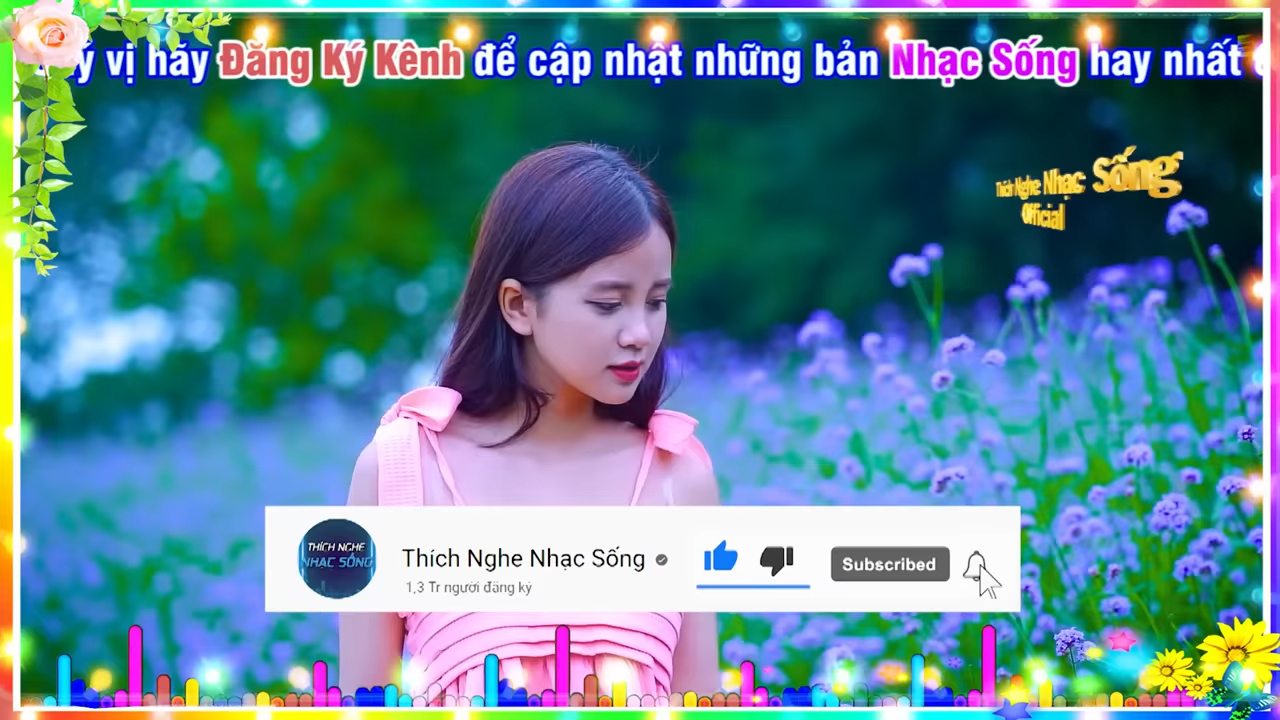 vị hãy Đăng Ký Kênh để cập nhật những bản Nhạc Sống hay nhất
Thích Nghe Nhạc Sống
Official
THÍCH NGHE
NHẠC SỐNG
Thích Nghe Nhạc Sống
1,3 Tr người đăng ký
Subscribed